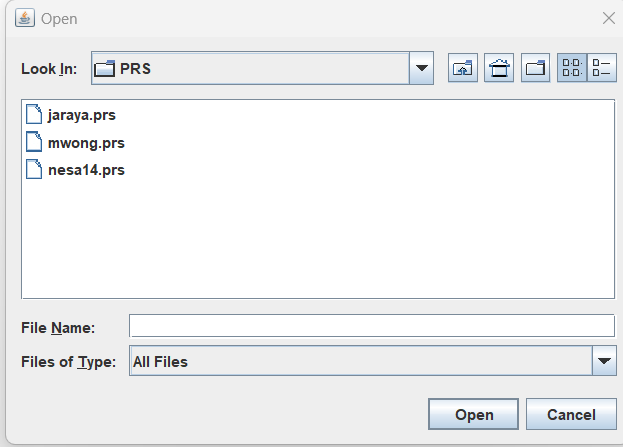 Open
Look In: PRS
jaraya.prs
mwong.prs
nesa14.prs
File Name:
Files of Type: All Files
Open Cancel